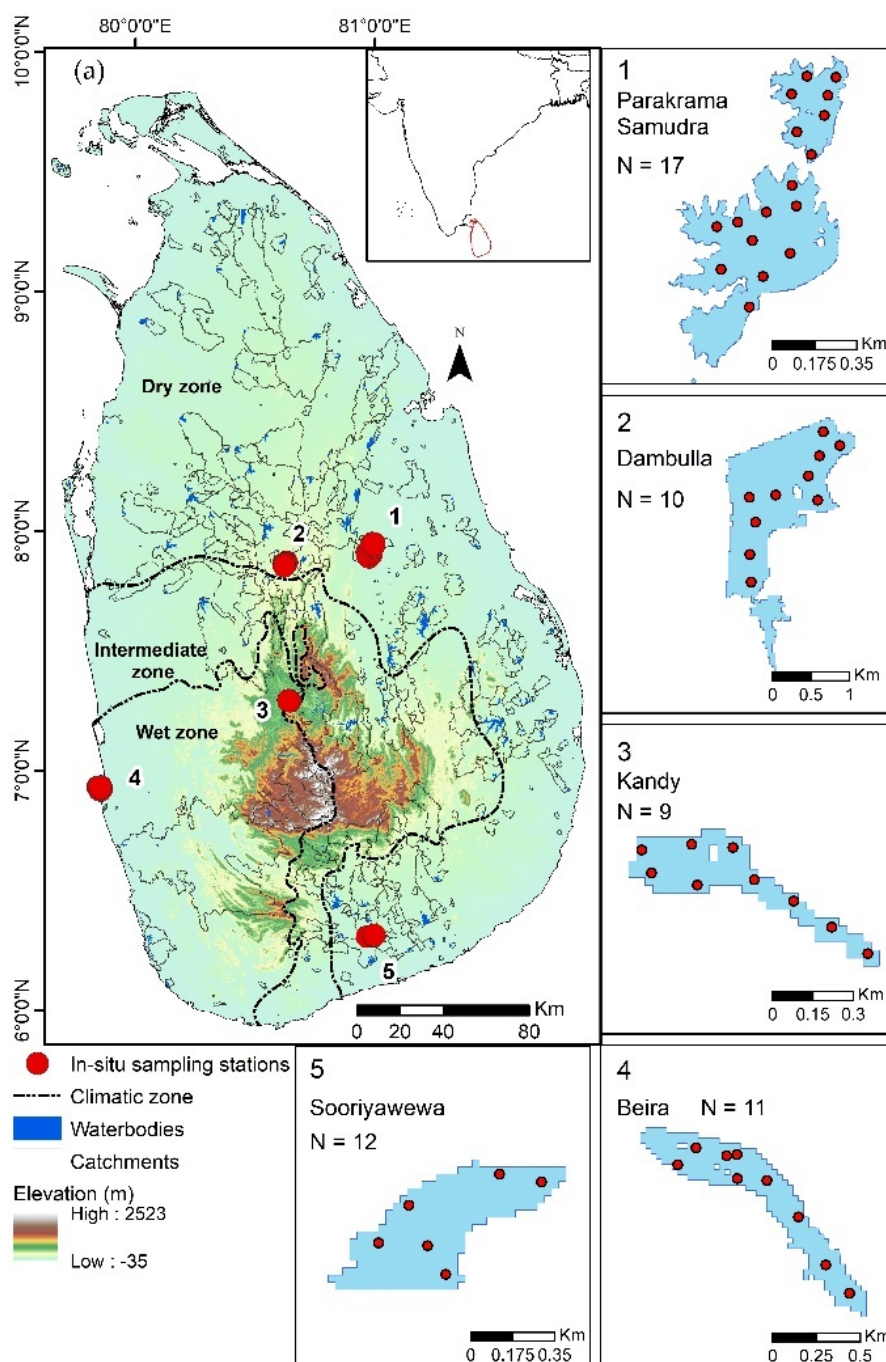 80°0'0"E
81°0'0"E
10°0'0"N
9°0'0"N
8°0'0"N
7°0'0"N
6°0'0"N
(a)
N
Dry zone
1
2
Intermediate
zone
3
Wet zone
4
5
Km
0 20 40 80
1
Parakrama
Samudra
N = 17
Km
0 0.175 0.35
2
Dambulla
N = 10
Km
0 0.5 1
3
Kandy
N = 9
Km
0 0.15 0.3
4
Beira N = 11
Km
0 0.25 0.5
5
Sooriyawewa
N = 12
Km
0 0.175 0.35
In-situ sampling stations
Climatic zone
Waterbodies
Catchments
Elevation (m)
High : 2523
Low : -35